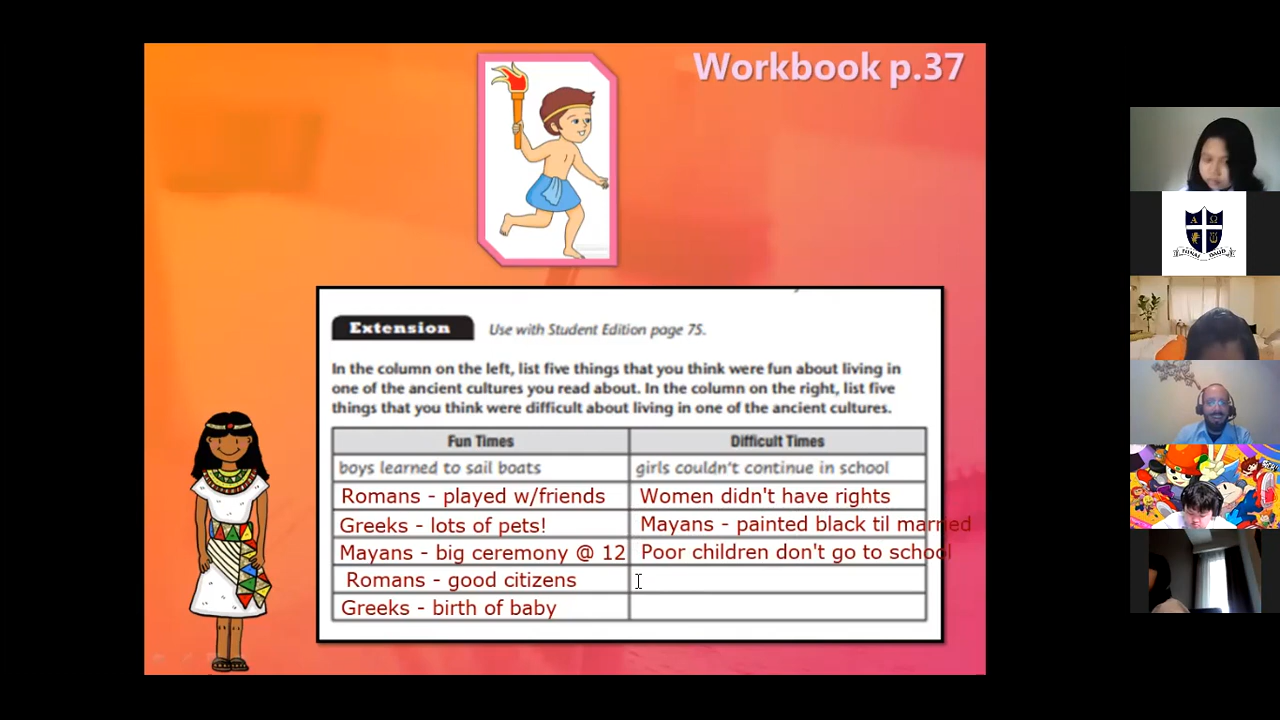 Workbook p.37
Extension
Use with Student Edition page 75.
In the column on the left, list five things that you think were fun about living in
one of the ancient cultures you read about. In the column on the right, list five
things that you think were difficult about living in one of the ancient cultures.
Fun Times
Difficult Times
boys learned to sail boats
girls couldn't continue in school
Romans - played w/friends
Women didn't have rights
Greeks - lots of pets!
Mayans - painted black til married
Mayans - big ceremony @ 12
Poor children don't go to school
Romans - good citizens
Greeks - birth of baby
Α Ω